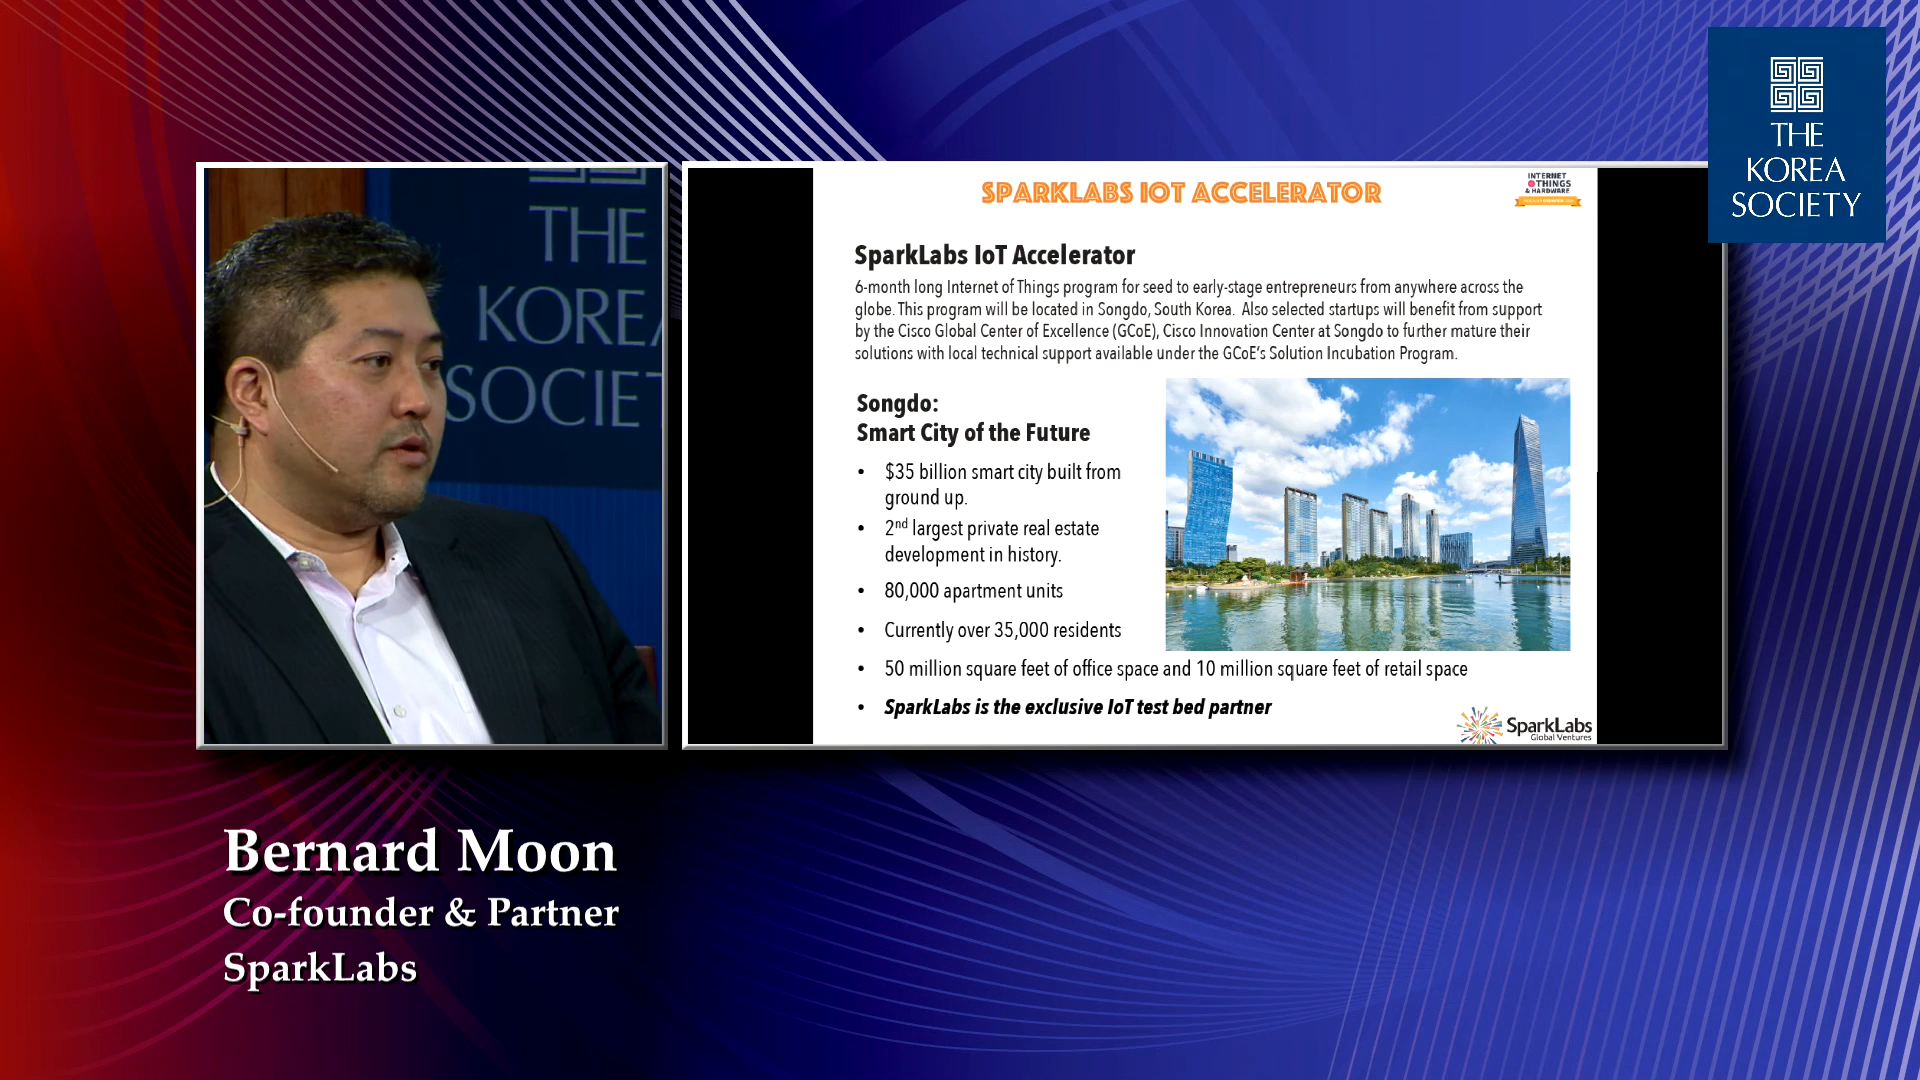 THE
KOREA
SOCIETY
THE
KOREA
SOCIET
SPARKLABS IOT ACCELERATOR
INTERNET
THINGS
& HARDWARE
SparkLabs IoT Accelerator
6-month long Internet of Things program for seed to early-stage entrepreneurs from anywhere across the
globe. This program will be located in Songdo, South Korea. Also selected startups will benefit from support
by the Cisco Global Center of Excellence (GCoE), Cisco Innovation Center at Songdo to further mature their
solutions with local technical support available under the GCoE's Solution Incubation Program.
Songdo:
Smart City of the Future
• $35 billion smart city built from
ground up.
• 2nd largest private real estate
development in history.
• 80,000 apartment units
• Currently over 35,000 residents
• 50 million square feet of office space and 10 million square feet of retail space
• SparkLabs is the exclusive IoT test bed partner
SparkLabs
Global Ventures
Bernard Moon
Co-founder & Partner
SparkLabs